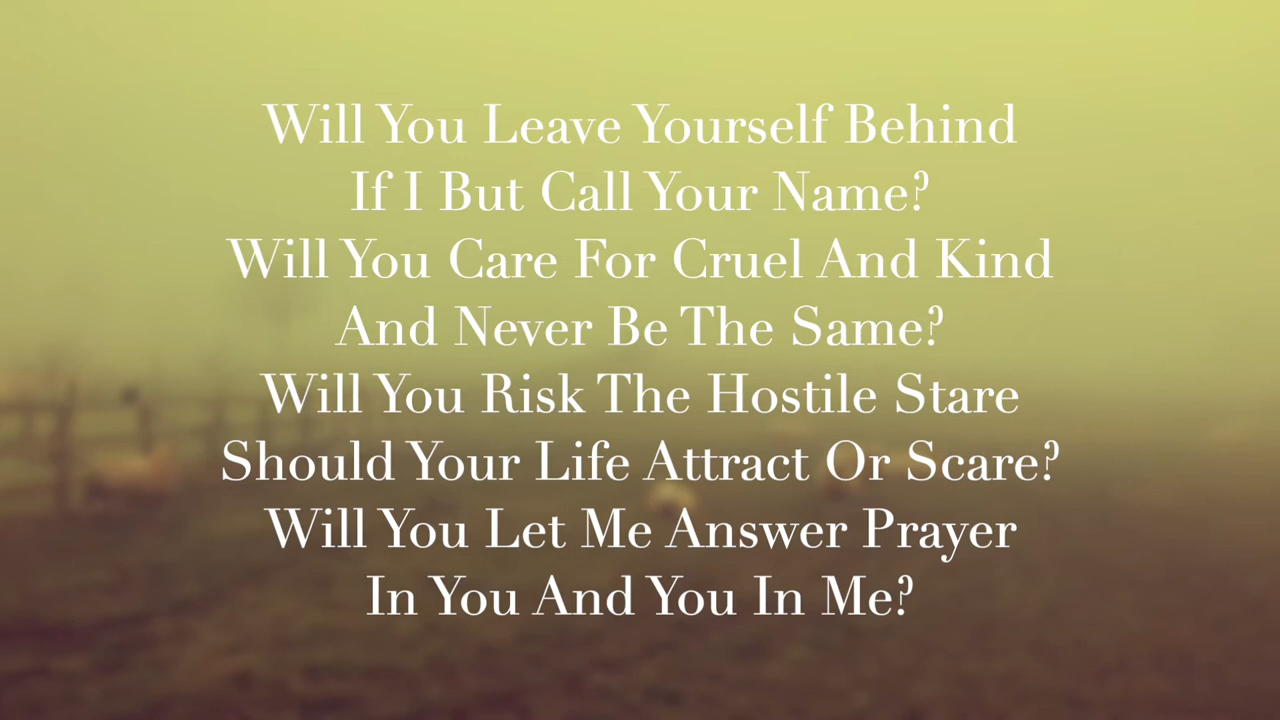 Will You Leave Yourself Behind
If I But Call Your Name?
Will You Care For Cruel And Kind
And Never Be The Same?
Will You Risk The Hostile Stare
Should Your Life Attract Or Scare?
Will You Let Me Answer Prayer
In You And You In Me?